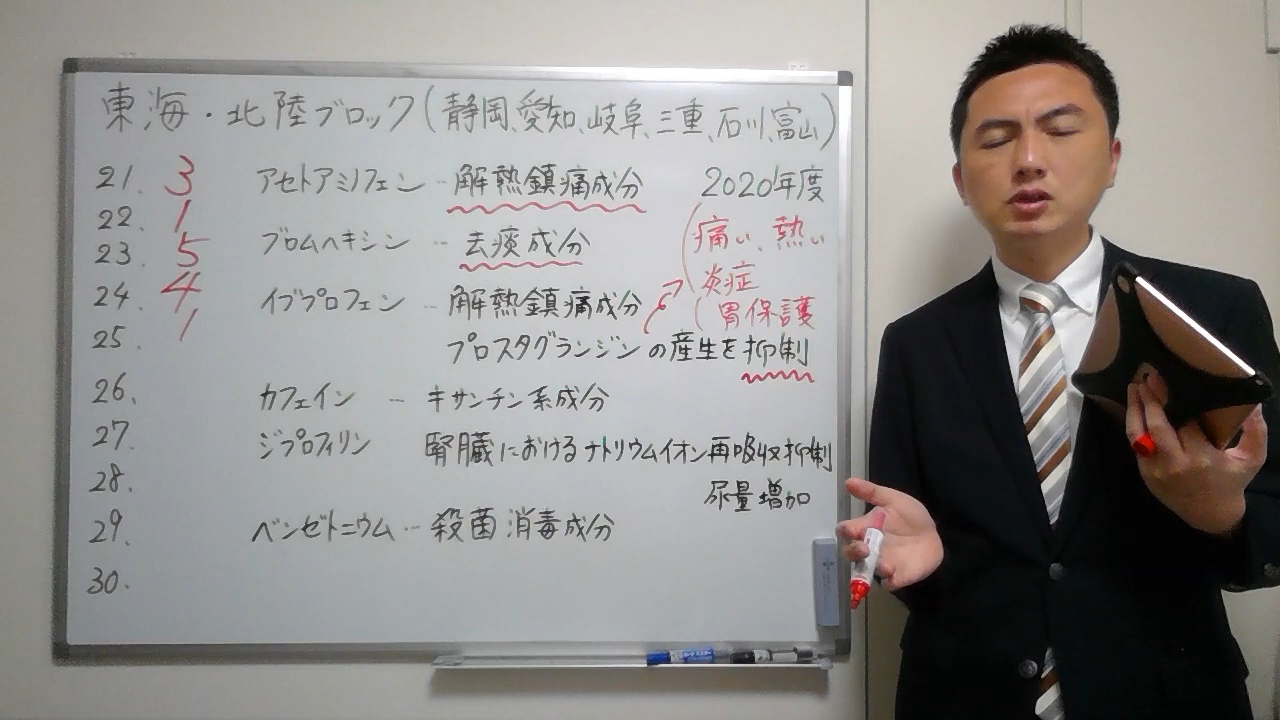 東海・北陸ブロック(静岡、愛知、岐阜、三重、石川、富山)
21. 3 アセトアミノフェン … 解熱鎮痛成分 2020年度
22. 1 痛い、熱い
23. 5 ブロムヘキシン … 去痰成分
炎症
24. 4 イブプロフェン … 解熱鎮痛成分 胃保護
25. 1 プロスタグランジンの産生を抑制
26. カフェイン … キサンチン系成分
27. ジプロフィリン 腎臓におけるナトリウムイオン再吸収抑制
28. 尿量増加
29. ベンゼトニウム … 殺菌消毒成分
30.